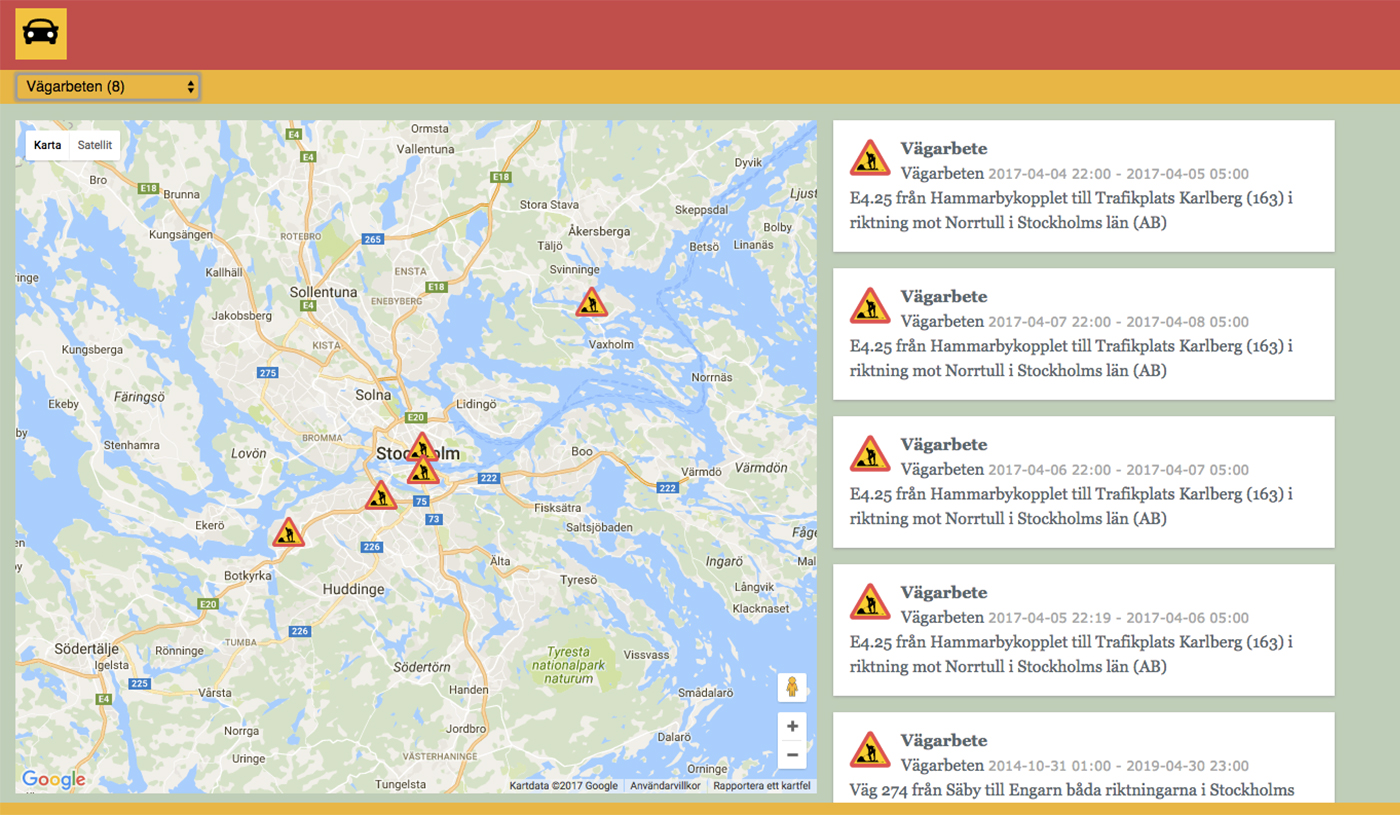 Vägarbeten (8)
Karta Satellit
Ormsta
Vallentuna
E4
E4
Bro
E18
Brunna
E18
Dyvik
Stora Stava
Skeppsdal
Ljust
Kungsängen
ROTEBRO
265
Åkersberga
Täljö
Betsö
Bolby
Linanäs
ringe
Kallhäll
ENSTA
Svinninge
Sollentuna
E18
E4
ENEBYBERG
Jakobsberg
Kungsberga
KISTA
Vaxholm
275
Norrnäs
Färingsö
Solna
Ekeby
Lidingö
E20
by
BROMMA
Stenhamra
Lovön
Boo
222
Värmdö
Värmdön
222
75
Fisksätra
73
Ekerö
Saltsjöbaden
Fåge
en
226
Älta
Ingarö
Mal
Botkyrka
Tyresö
Långvik
Huddinge
E20
Klacknaset
226
TUMBA
Södertälje
Rönninge
Igelsta
Södertörn
Tyresta
nationalpark
naturum
Vissvass
225
Vårsta
Handen
Smådalarö
E4
Norrga
Jordbro
Dalarö
Uringe
VÄSTERHANINGE
Orninge
Tungelsta
+
−
Google
Kartdata ©2017 Google Användarvillkor Rapportera ett kartfel
Vägarbete
Vägarbeten 2017-04-04 22:00 - 2017-04-05 05:00
E4.25 från Hammarbykopplet till Trafikplats Karlberg (163) i
riktning mot Norrtull i Stockholms län (AB)
Vägarbete
Vägarbeten 2017-04-07 22:00 - 2017-04-08 05:00
E4.25 från Hammarbykopplet till Trafikplats Karlberg (163) i
riktning mot Norrtull i Stockholms län (AB)
Vägarbete
Vägarbeten 2017-04-06 22:00 - 2017-04-07 05:00
E4.25 från Hammarbykopplet till Trafikplats Karlberg (163) i
riktning mot Norrtull i Stockholms län (AB)
Vägarbete
Vägarbeten 2017-04-05 22:19 - 2017-04-06 05:00
E4.25 från Hammarbykopplet till Trafikplats Karlberg (163) i
riktning mot Norrtull i Stockholms län (AB)
Vägarbete
Vägarbeten 2014-10-31 01:00 - 2019-04-30 23:00
Väg 274 från Säby till Engarn båda riktningarna i Stockholms